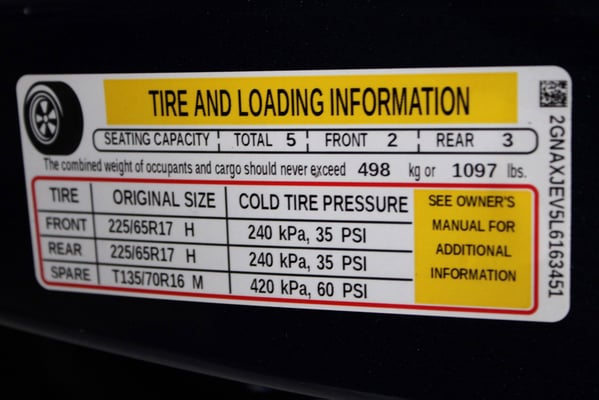 TIRE AND LOADING INFORMATION
SEATING CAPACITY TOTAL 5 FRONT 2 REAR 3
The combined weight of occupants and cargo should never exceed 498 kg or 1097 lbs.
TIRE ORIGINAL SIZE COLD TIRE PRESSURE
FRONT 225/65R17 H 240 kPa, 35 PSI
REAR 225/65R17 H 240 kPa, 35 PSI
SPARE T135/70R16 M 420 kPa, 60 PSI
SEE OWNER'S
MANUAL FOR
ADDITIONAL
INFORMATION
2GNAXJEV5L6163451